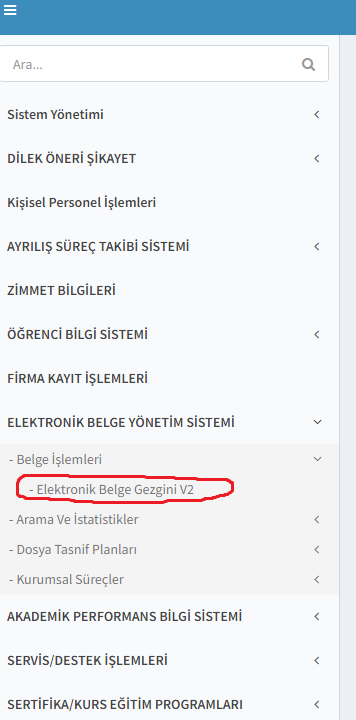 Ara...
Sistem Yönetimi
DİLEK ÖNERİ ŞİKAYET
Kişisel Personel İşlemleri
AYRILIŞ SÜREÇ TAKİBİ SİSTEMİ
ZİMMET BİLGİLERİ
ÖĞRENCİ BİLGİ SİSTEMİ
FİRMA KAYIT İŞLEMLERİ
ELEKTRONİK BELGE YÖNETİM SİSTEMİ
- Belge İşlemleri
- Elektronik Belge Gezgini V2
- Arama Ve İstatistikler
- Dosya Tasnif Planları
- Kurumsal Süreçler
AKADEMİK PERFORMANS BİLGİ SİSTEMİ
SERVİS/DESTEK İŞLEMLERİ
SERTİFİKA/KURS EĞİTİM PROGRAMLARI